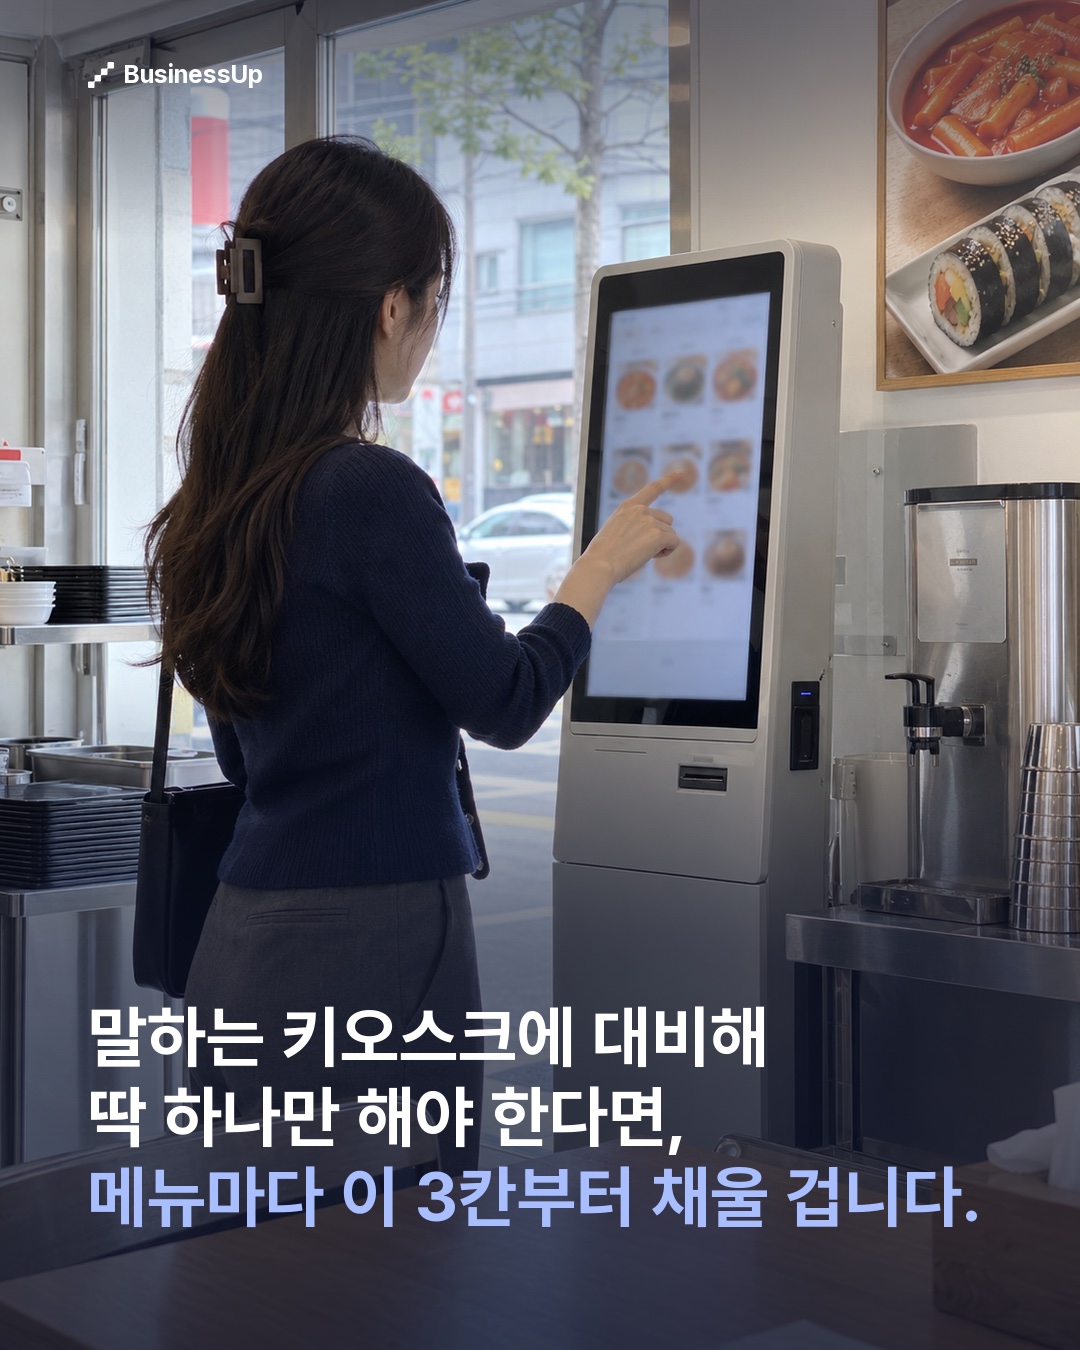 BusinessUp
말하는 키오스크에 대비해
딱 하나만 해야 한다면,
메뉴마다 이 3칸부터 채울 겁니다.